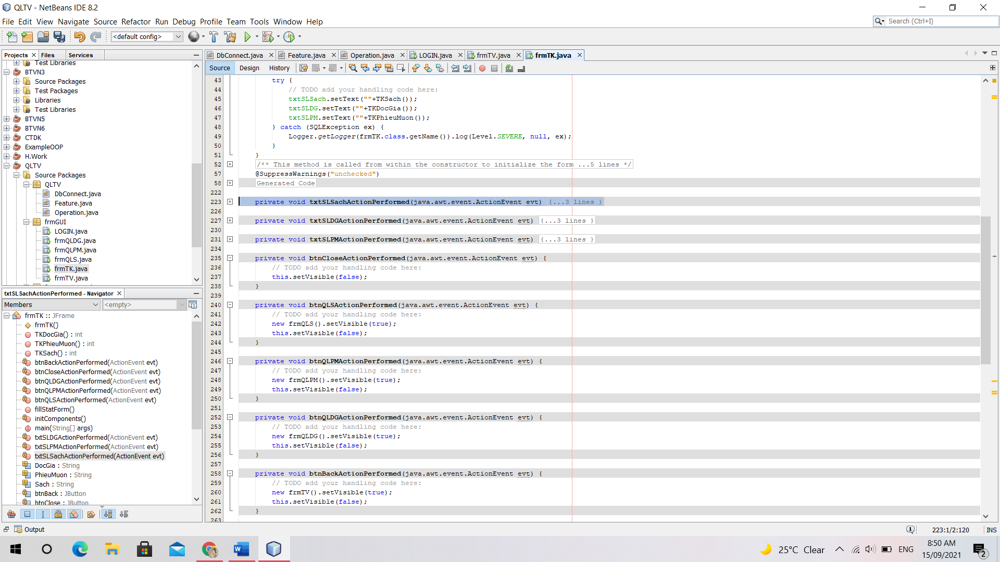 QLTV - NetBeans IDE 8.2
File Edit View Navigate Source Refactor Run Debug Profile Team Tools Window Help
Search (Ctrl+I)
<default config>
Projects Files Services
Test Libraries
BTVN3
Source Packages
Test Packages
Libraries
Test Libraries
BTVN5
BTVN6
CTDK
ExampleOOP
H.Work
QLTV
Source Packages
QLTV
DbConnect.java
Feature.java
Operation.java
frmGUI
LOGIN.java
frmQLDG.java
frmQLPM.java
frmQLS.java
frmTK.java
frmTV.java
txtSLSachActionPerformed - Navigator
Members <empty>
frmTK :: JFrame
frmTK()
TKDocGia() : int
TKPhieuMuon() : int
TKSach() : int
btnBackActionPerformed(ActionEvent evt)
btnCloseActionPerformed(ActionEvent evt)
btnQLDGActionPerformed(ActionEvent evt)
btnQLPMActionPerformed(ActionEvent evt)
btnQLSActionPerformed(ActionEvent evt)
fillStatForm()
initComponents()
main(String[] args)
txtSLDGActionPerformed(ActionEvent evt)
txtSLPMActionPerformed(ActionEvent evt)
txtSLSachActionPerformed(ActionEvent evt)
DocGia : String
PhieuMuon : String
Sach : String
btnBack : JButton
btnClose : JButton
DbConnect.java Feature.java Operation.java LOGIN.java frmTV.java frmTK.java
Source Design History
43 try {
44 // TODO add your handling code here:
45 txtSLSach.setText(""+TKSach());
46 txtSLDG.setText(""+TKDocGia());
47 txtSLPM.setText(""+TKPhieuMuon());
48 } catch (SQLException ex) {
49 Logger.getLogger(frmTK.class.getName()).log(Level.SEVERE, null, ex);
50 }
51 }
52 /** This method is called from within the constructor to initialize the form ...5 lines */
57 @SuppressWarnings("unchecked")
58 Generated Code
222
223 private void txtSLSachActionPerformed(java.awt.event.ActionEvent evt) {...3 lines }
226
227 private void txtSLDGActionPerformed(java.awt.event.ActionEvent evt) {...3 lines }
230
231 private void txtSLPMActionPerformed(java.awt.event.ActionEvent evt) {...3 lines }
234
235 private void btnCloseActionPerformed(java.awt.event.ActionEvent evt) {
236 // TODO add your handling code here:
237 this.setVisible(false);
238 }
239
240 private void btnQLSActionPerformed(java.awt.event.ActionEvent evt) {
241 // TODO add your handling code here:
242 new frmQLS().setVisible(true);
243 this.setVisible(false);
244 }
245
246 private void btnQLPMActionPerformed(java.awt.event.ActionEvent evt) {
247 // TODO add your handling code here:
248 new frmQLPM().setVisible(true);
249 this.setVisible(false);
250 }
251
252 private void btnQLDGActionPerformed(java.awt.event.ActionEvent evt) {
253 // TODO add your handling code here:
254 new frmQLDG().setVisible(true);
255 this.setVisible(false);
256 }
257
258 private void btnBackActionPerformed(java.awt.event.ActionEvent evt) {
259 // TODO add your handling code here:
260 new frmTV().setVisible(true);
261 this.setVisible(false);
262 }
263
Output
223:1/2:120 INS
25°C Clear
ENG
8:50 AM
15/09/2021
2